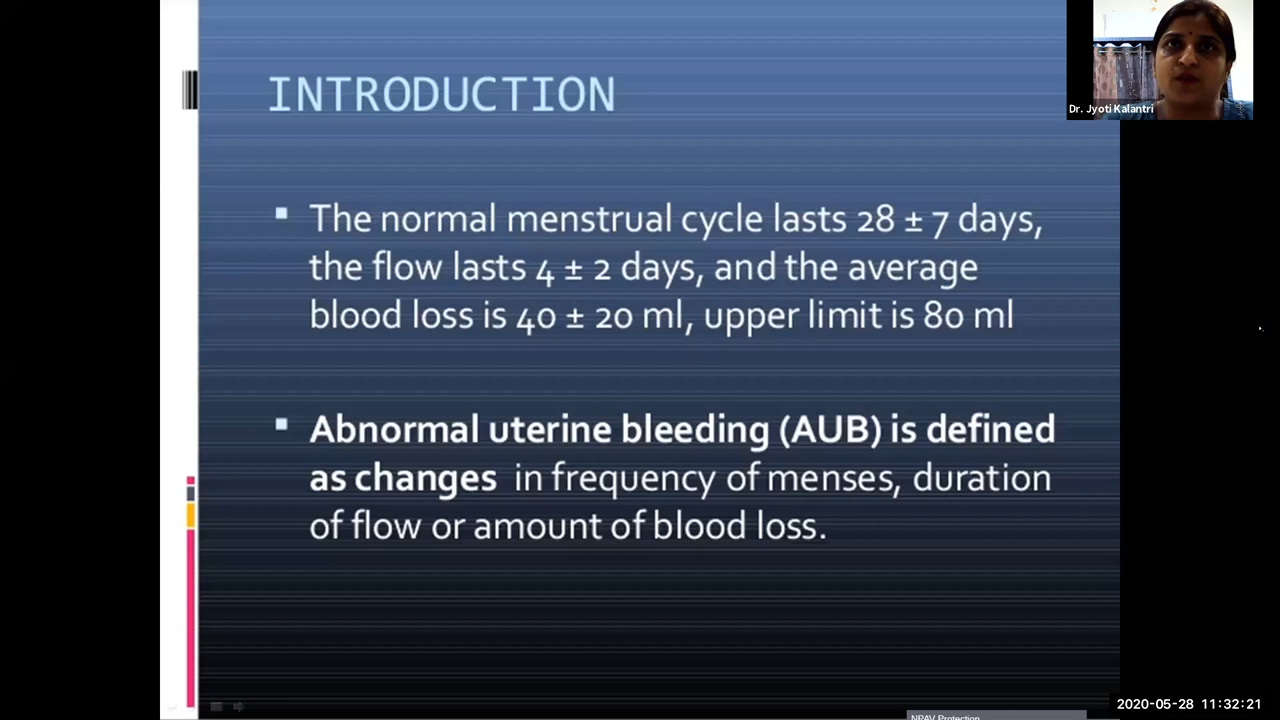 INTRODUCTION
Dr. Jyoti Kalantri
▪ The normal menstrual cycle lasts 28 ± 7 days,
the flow lasts 4 ± 2 days, and the average
blood loss is 40 ± 20 ml, upper limit is 80 ml
▪ Abnormal uterine bleeding (AUB) is defined
as changes in frequency of menses, duration
of flow or amount of blood loss.
2020-05-28 11:32:21
NPAV Protection